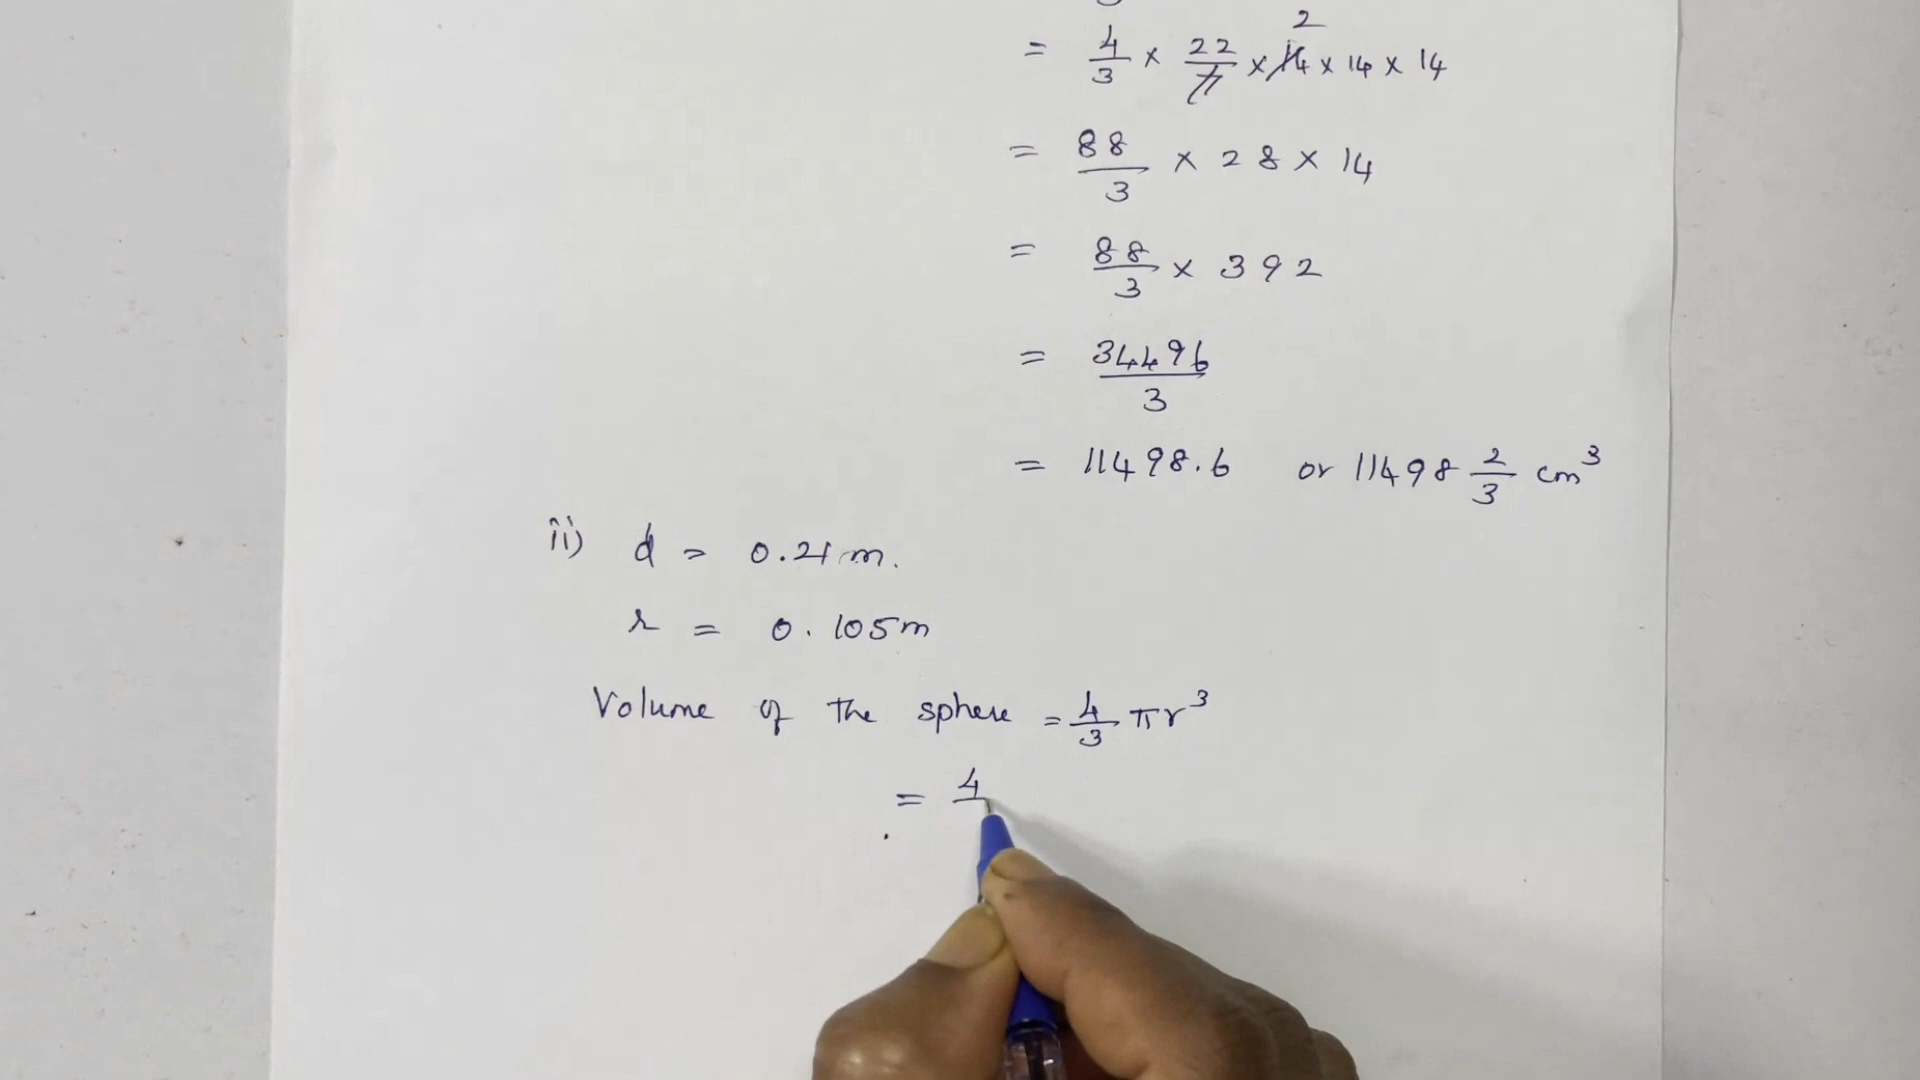 = 4/3 × 22/7 × 14 × 14 × 14 2
= 88/3 × 28 × 14
= 88/3 × 392
= 34496/3
= 11498.6 or 11498 2/3 cm³
ii) d = 0.21 m.
r = 0.105 m
Volume of the sphere = 4/3 πr³
= 4